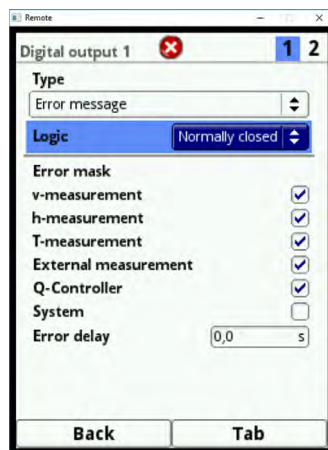 Remote
Digital output 1 1 2
Type
Error message
Logic Normally closed
Error mask
v-measurement
h-measurement
T-measurement
External measurement
Q-Controller
System
Error delay 0,0 s
Back Tab